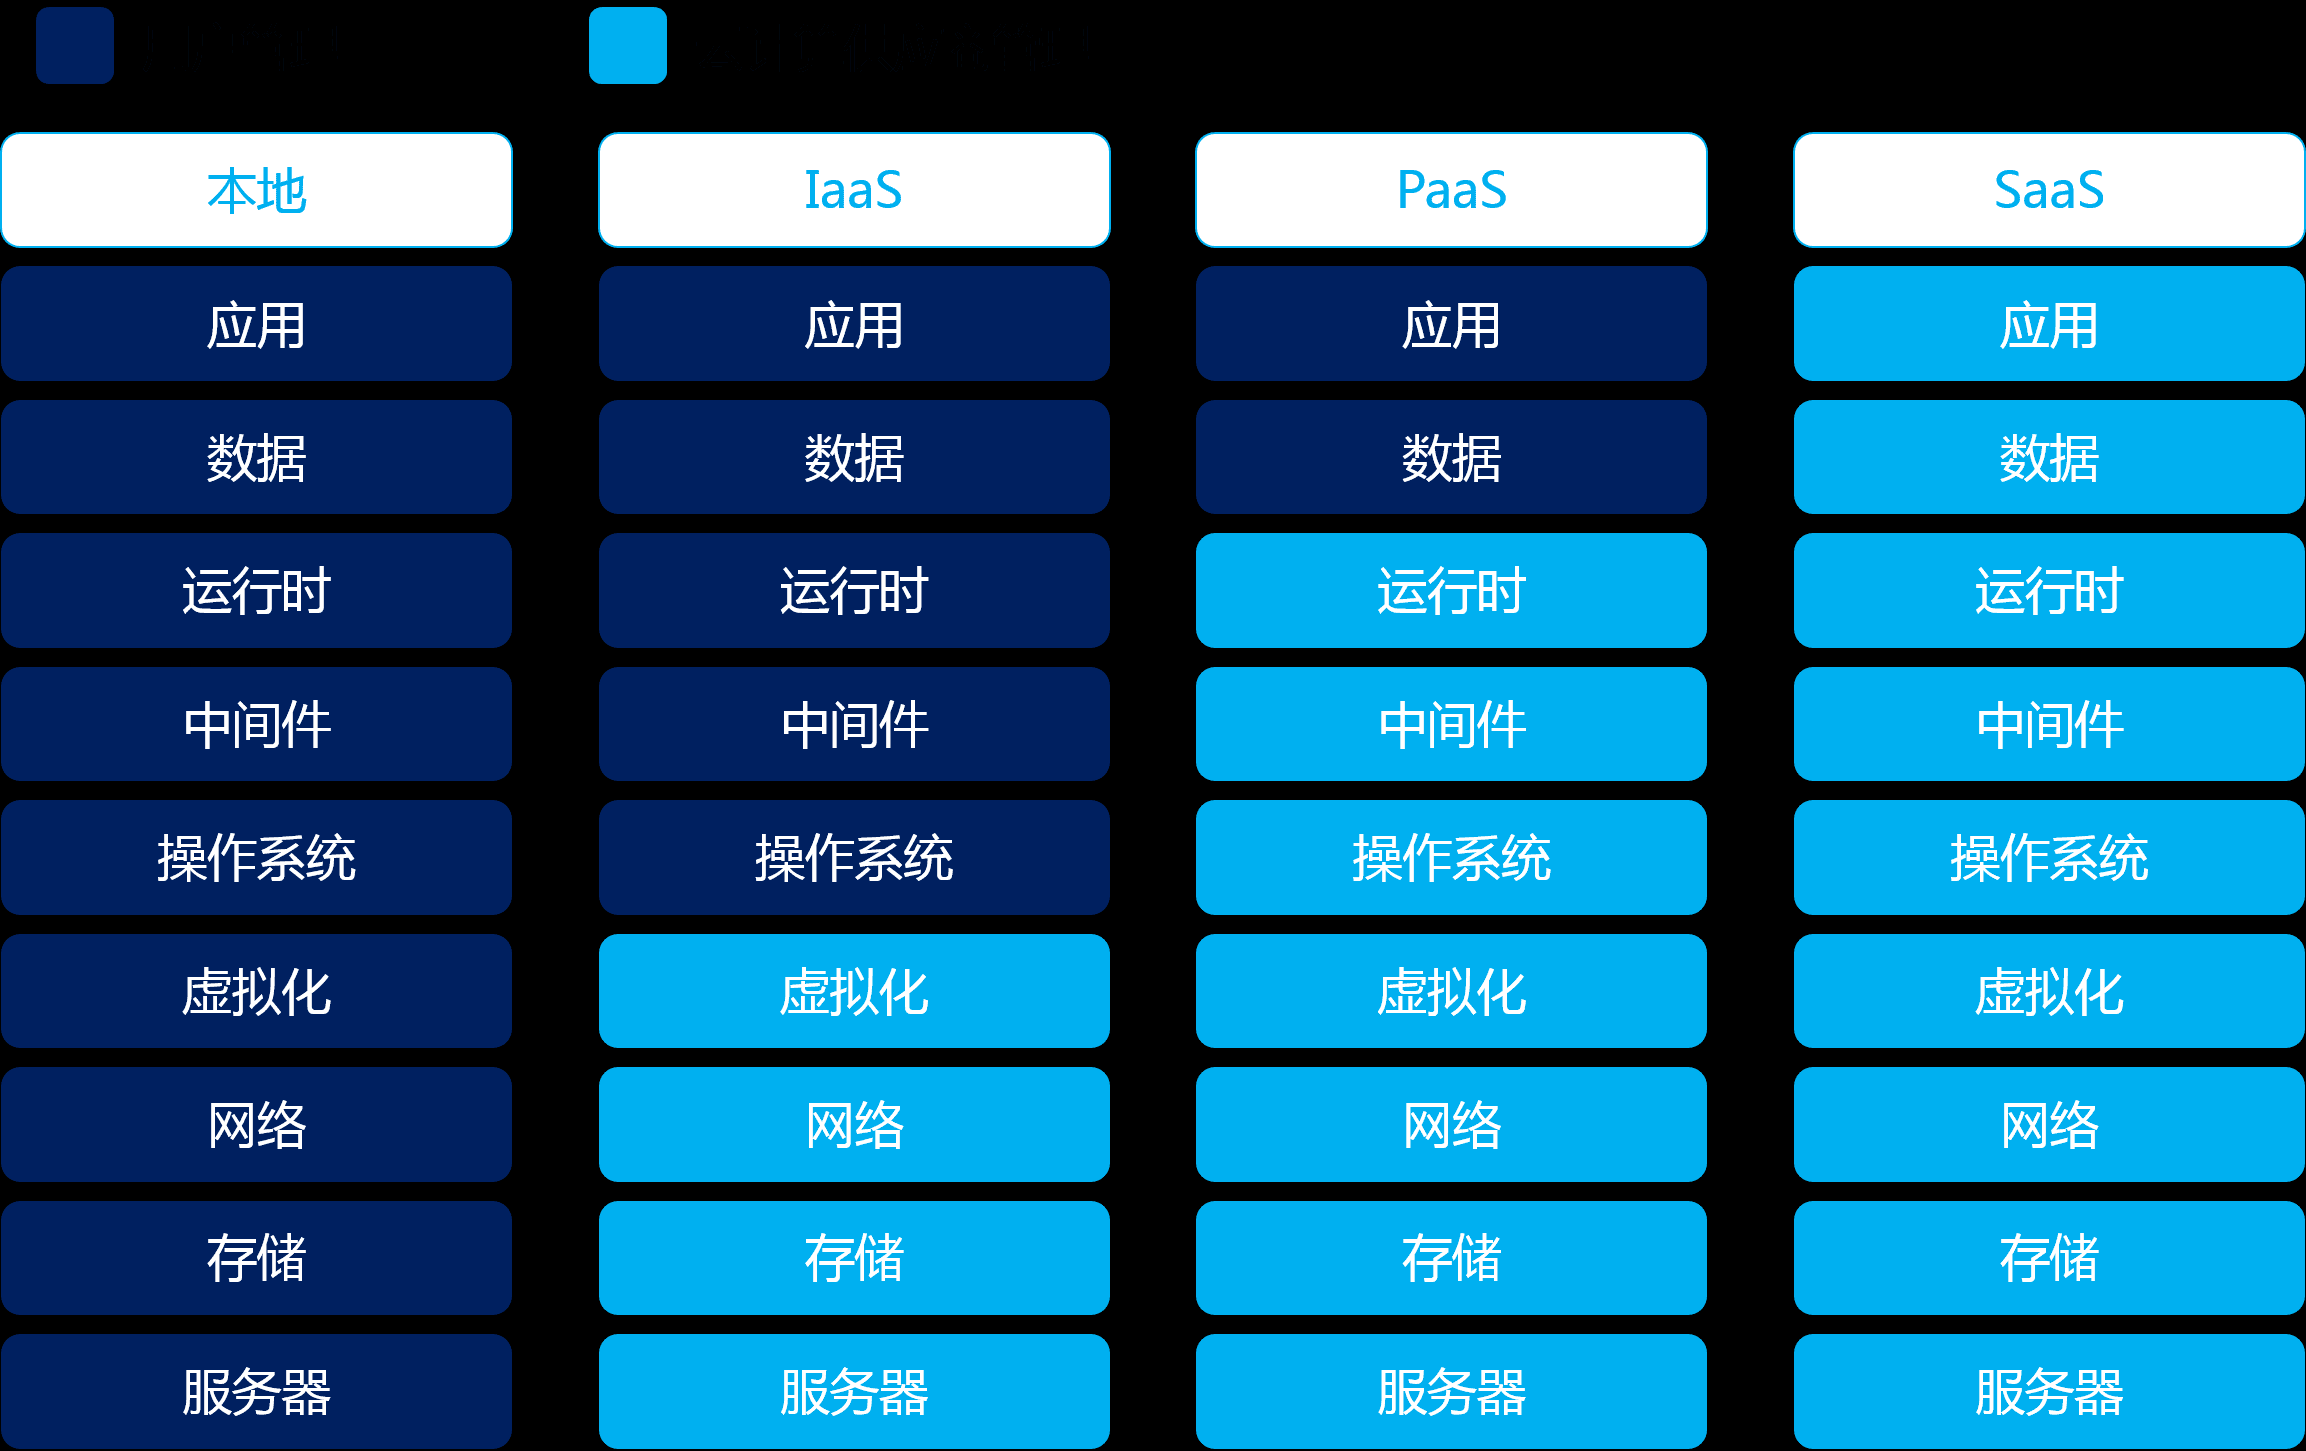 本地 IaaS PaaS SaaS
应用 应用 应用 应用
数据 数据 数据 数据
运行时 运行时 运行时 运行时
中间件 中间件 中间件 中间件
操作系统 操作系统 操作系统 操作系统
虚拟化 虚拟化 虚拟化 虚拟化
网络 网络 网络 网络
存储 存储 存储 存储
服务器 服务器 服务器 服务器